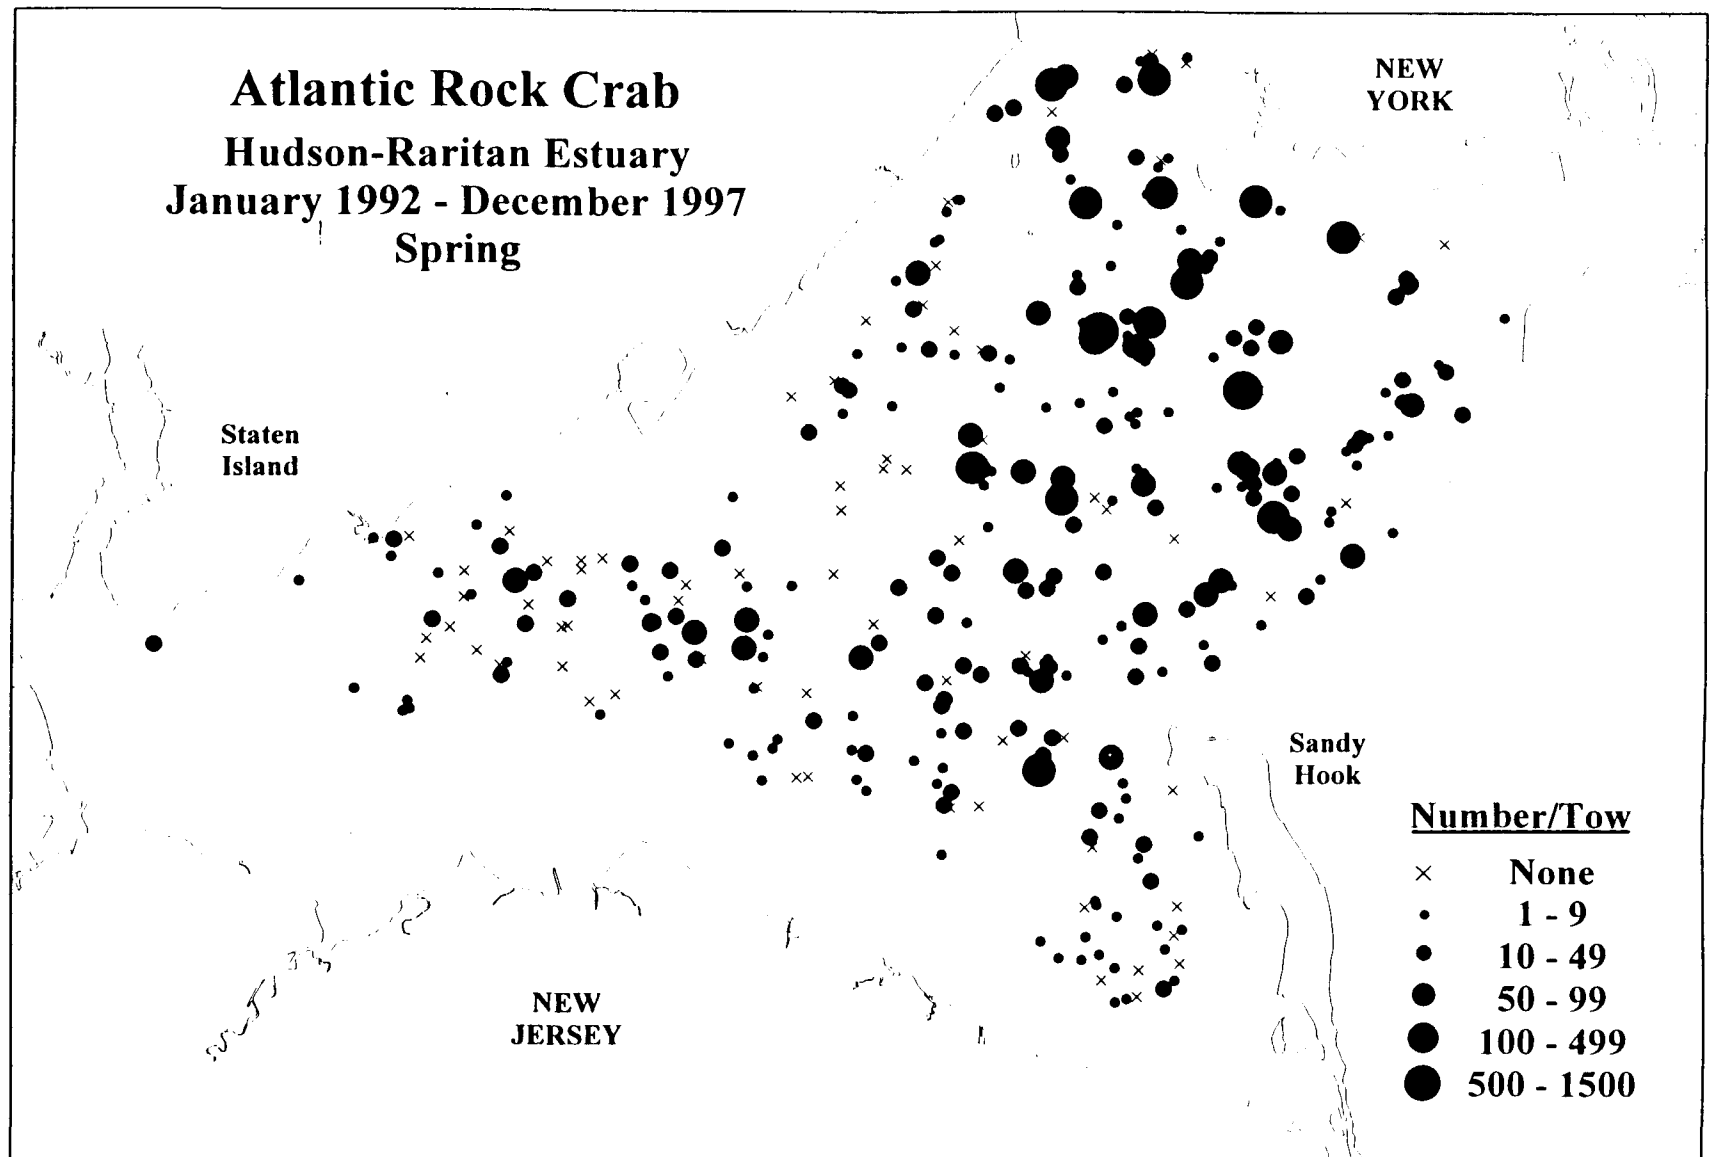 Atlantic Rock Crab
Hudson-Raritan Estuary
January 1992 - December 1997
Spring
NEW
YORK
Staten
Island
Sandy
Hook
NEW
JERSEY
Number/Tow
None
1 - 9
10 - 49
50 - 99
100 - 499
500 - 1500